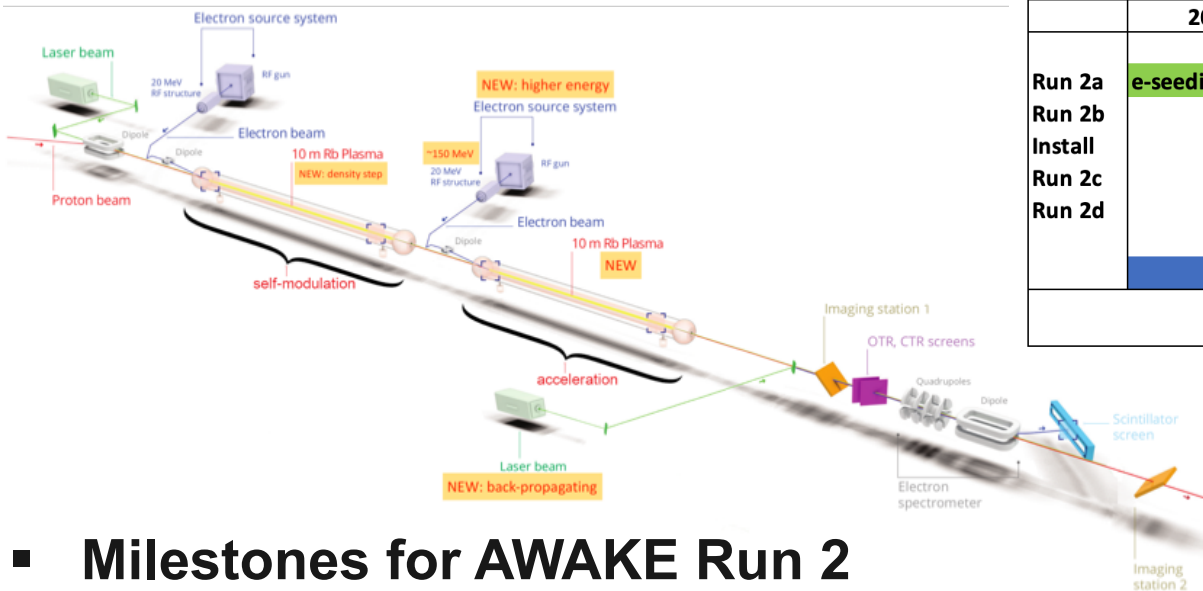 Electron source system
Laser beam
20 MeV
RF structure
RF gun
Dipole
Electron beam
Dipole
10 m Rb Plasma
NEW: density step
Proton beam
self-modulation
NEW: higher energy
Electron source system
~150 MeV
20 MeV
RF structure
RF gun
Electron beam
Dipole
10 m Rb Plasma
NEW
acceleration
Laser beam
NEW: back-propagating
Imaging station 1
OTR, CTR screens
Quadrupoles
Dipole
Scintillator
screen
Electron
spectrometer
Imaging
station 2
Run 2a
Run 2b
Install
Run 2c
Run 2d
▪ Milestones for AWAKE Run 2